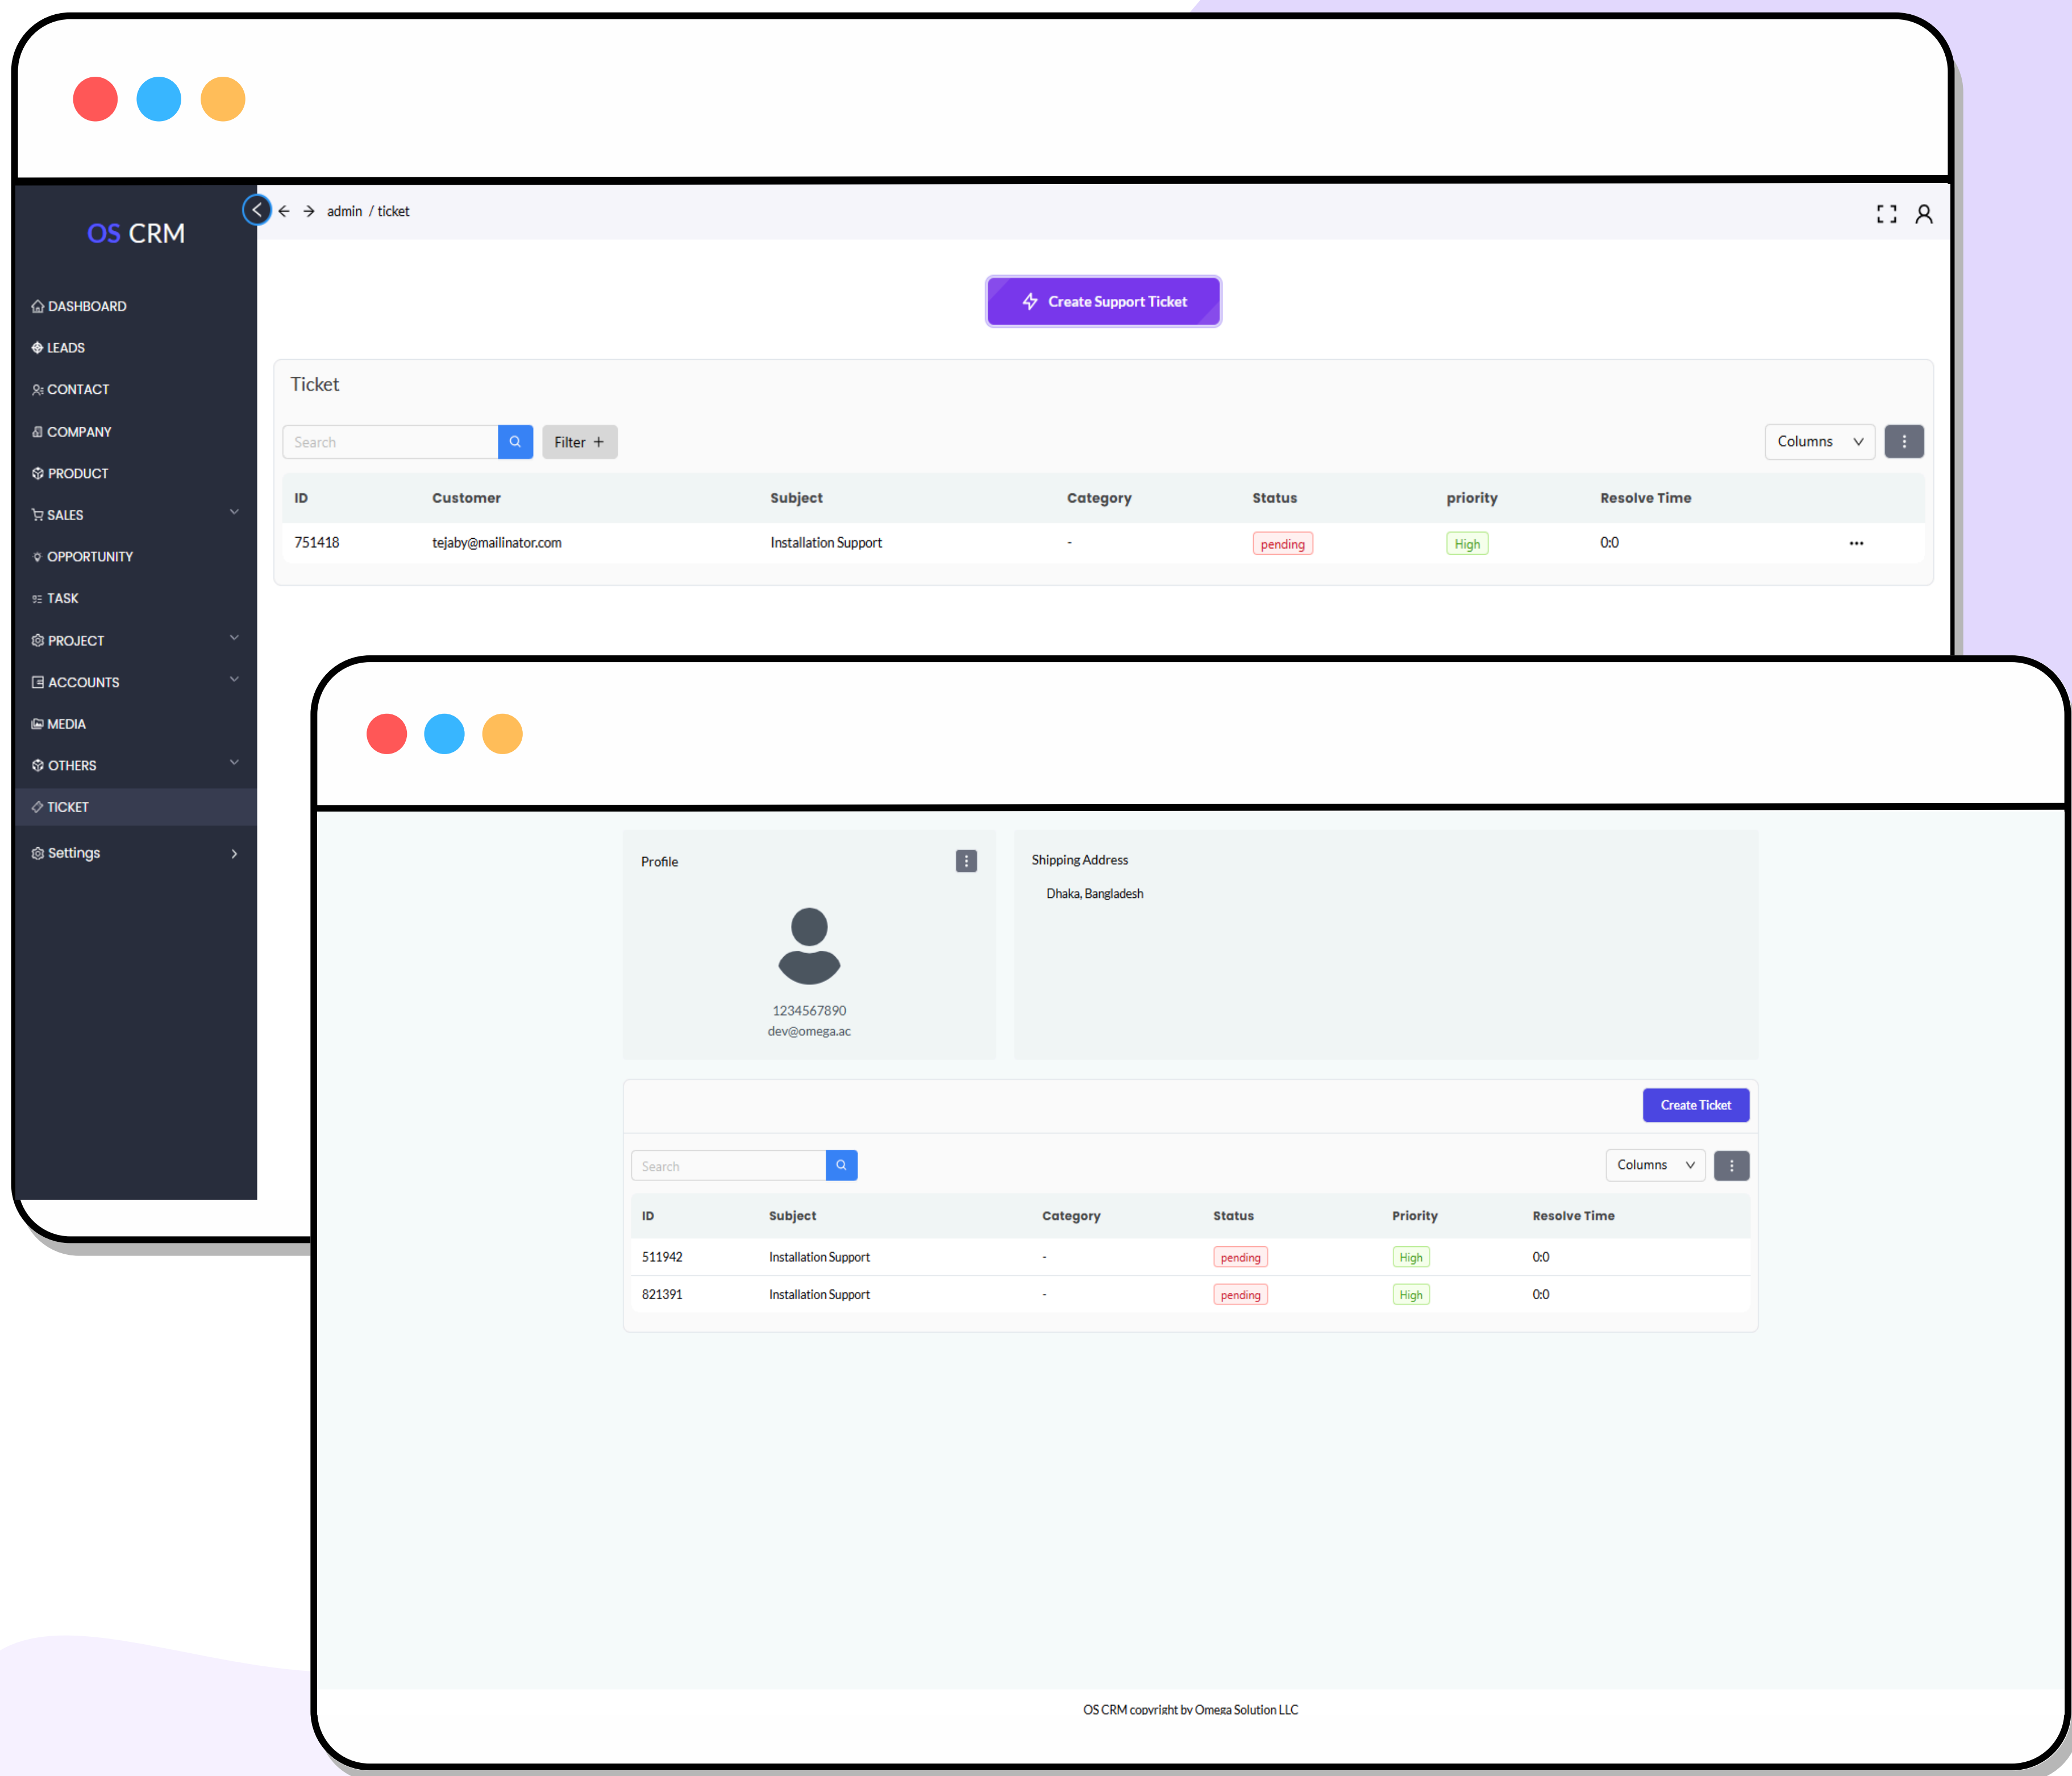 OS CRM
admin / ticket
DASHBOARD
LEADS
CONTACT
COMPANY
PRODUCT
SALES
OPPORTUNITY
TASK
PROJECT
ACCOUNTS
MEDIA
OTHERS
TICKET
Settings
Create Support Ticket
Ticket
Search
Filter +
Columns
ID Customer Subject Category Status priority Resolve Time
751418 tejaby@mailinator.com Installation Support - pending High 0:0
Profile
1234567890
dev@omega.ac
Shipping Address
Dhaka, Bangladesh
Create Ticket
Search
Columns
ID Subject Category Status Priority Resolve Time
511942 Installation Support - pending High 0:0
821391 Installation Support - pending High 0:0
OS CRM copyright by Omega Solution LLC